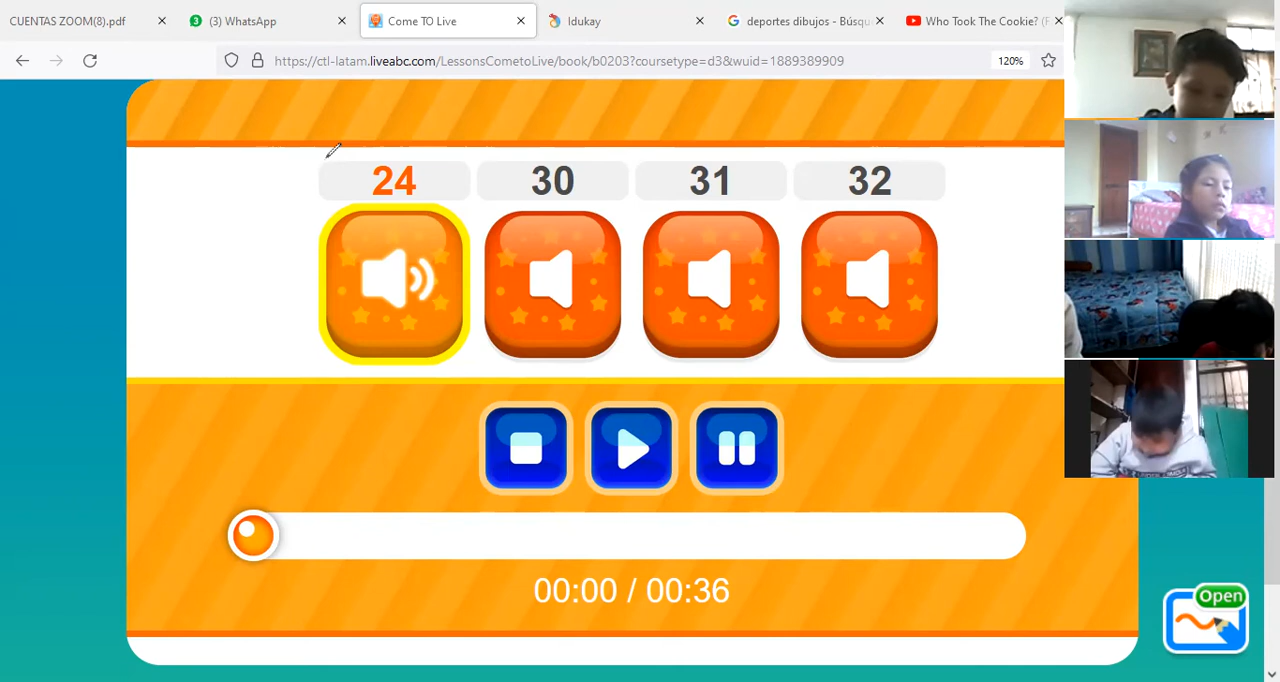 CUENTAS ZOOM(8).pdf
(3) WhatsApp
Come TO Live
Idukay
deportes dibujos - Búsqu
Who Took The Cookie? (F
https://ctl-latam.liveabc.com/LessonsCometoLive/book/b0203?coursetype=d3&wuid=1889389909
120%
24
30
31
32
00:00 / 00:36
Open